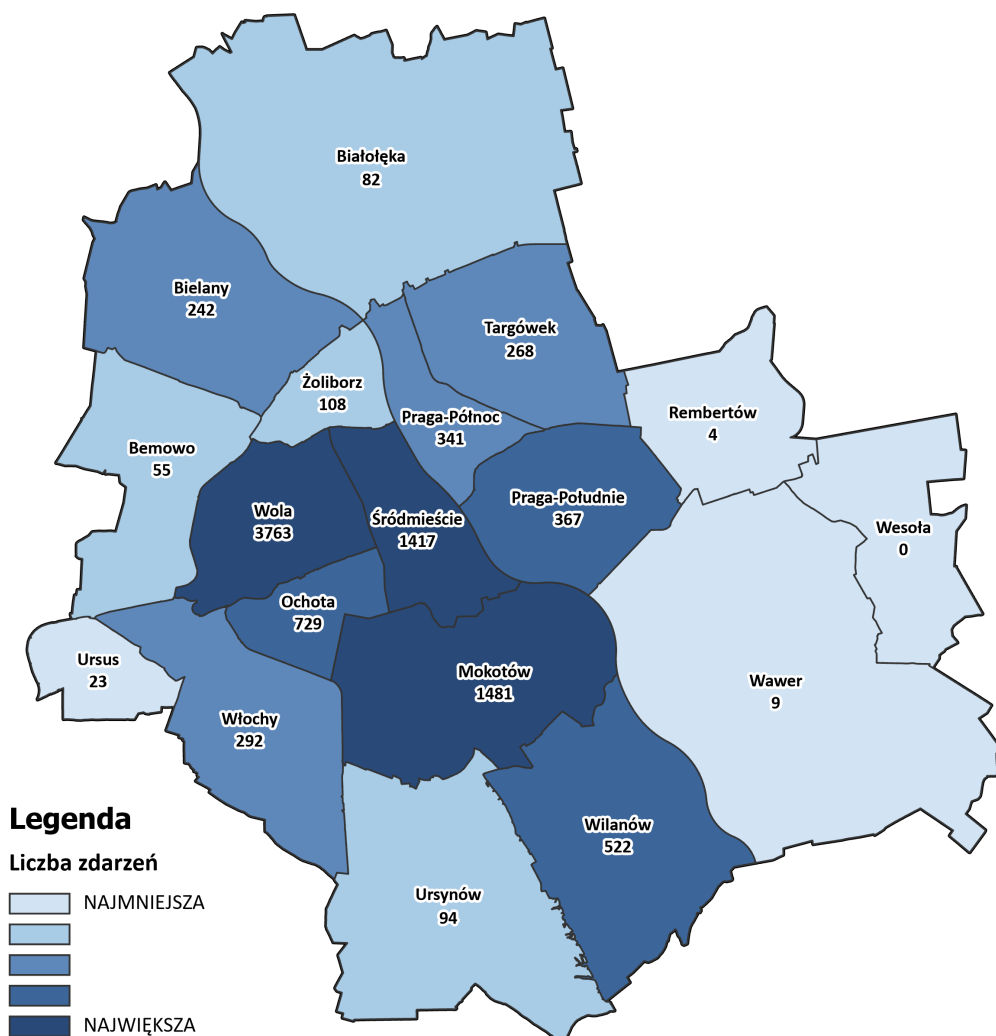 Białołęka
82
Bielany
242
Targówek
268
Żoliborz
108
Rembertów
4
Praga-Północ
341
Bemowo
55
Praga-Południe
367
Wola
3763
Śródmieście
1417
Wesoła
0
Ochota
729
Ursus
23
Mokotów
1481
Wawer
9
Włochy
292
Wilanów
522
Ursynów
94
Legenda
Liczba zdarzeń
NAJMNIEJSZA
NAJWIĘKSZA